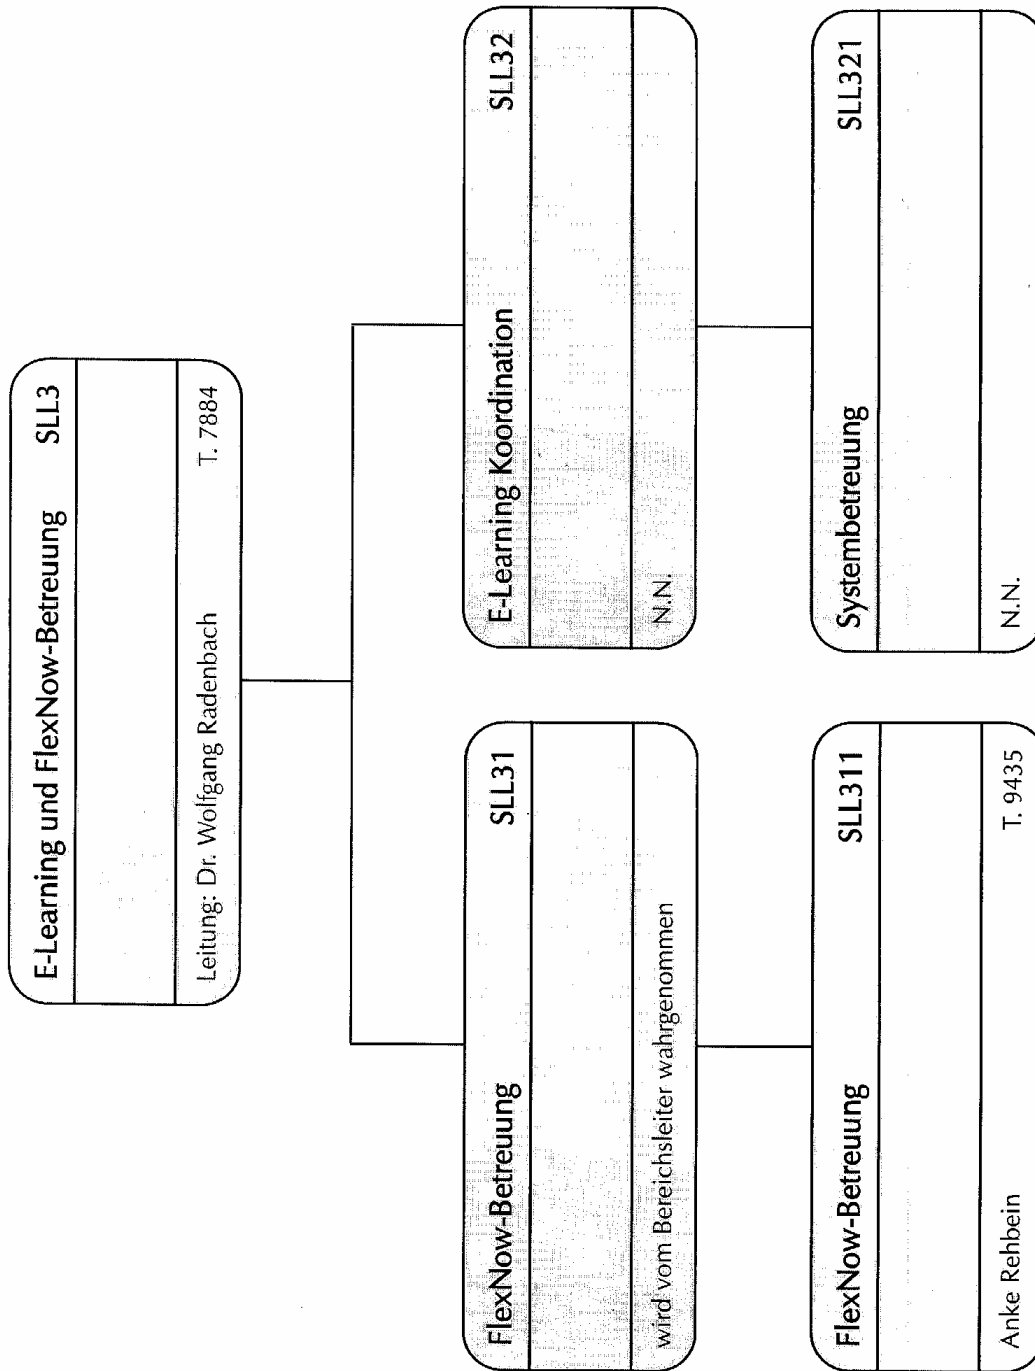 E-Learning und FlexNow-Betreuung SLL3
Leitung: Dr. Wolfgang Radenbach T. 7884
FlexNow-Betreuung SLL31
wird vom Bereichsleiter wahrgenommen
E-Learning Koordination SLL32
N.N.
FlexNow-Betreuung SLL311
Anke Rehbein T. 9435
Systembetreuung SLL321
N.N.